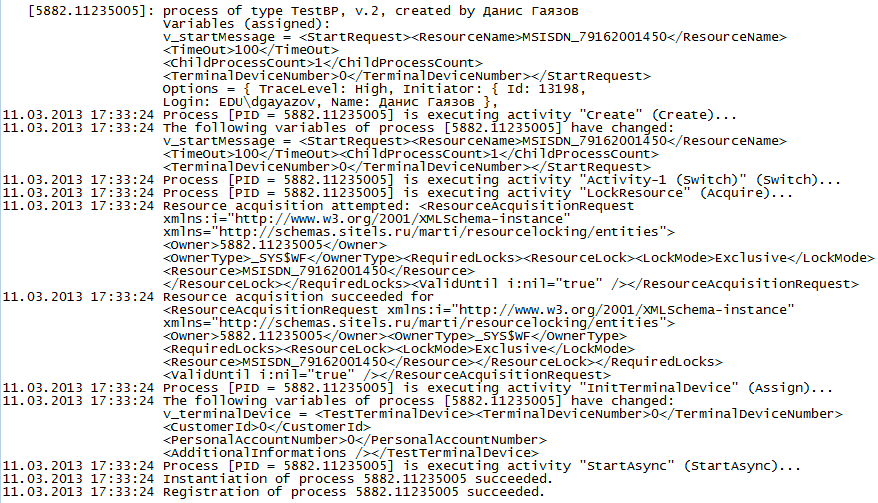 [5882.11235005]: process of type TestBP, v.2, created by Данис Гаязов
Variables (assigned):
v_startMessage = <StartRequest><ResourceName>MSISDN_79162001450</ResourceName>
<TimeOut>100</TimeOut>
<ChildProcessCount>1</ChildProcessCount>
<TerminalDeviceNumber>0</TerminalDeviceNumber></StartRequest>
Options = { TraceLevel: High, Initiator: { Id: 13198,
Login: EDU\dgayazov, Name: Данис Гаязов },
11.03.2013 17:33:24 Process [PID = 5882.11235005] is executing activity "Create" (Create)...
11.03.2013 17:33:24 The following variables of process [5882.11235005] have changed:
v_startMessage = <StartRequest><ResourceName>MSISDN_79162001450</ResourceName>
<TimeOut>100</TimeOut><ChildProcessCount>1</ChildProcessCount>
<TerminalDeviceNumber>0</TerminalDeviceNumber></StartRequest>
11.03.2013 17:33:24 Process [PID = 5882.11235005] is executing activity "Activity-1 (Switch)" (Switch)...
11.03.2013 17:33:24 Process [PID = 5882.11235005] is executing activity "LockResource" (Acquire)...
11.03.2013 17:33:24 Resource acquisition attempted: <ResourceAcquisitionRequest
xmlns:i="http://www.w3.org/2001/XMLSchema-instance"
xmlns="http://schemas.sitels.ru/marti/resourcelocking/entities">
<Owner>5882.11235005</Owner>
<OwnerType>_SYS$WF</OwnerType><RequiredLocks><ResourceLock><LockMode>Exclusive</LockMode>
<Resource>MSISDN_79162001450</Resource>
</ResourceLock></RequiredLocks><ValidUntil i:nil="true" /></ResourceAcquisitionRequest>
11.03.2013 17:33:24 Resource acquisition succeeded for
<ResourceAcquisitionRequest xmlns:i="http://www.w3.org/2001/XMLSchema-instance"
xmlns="http://schemas.sitels.ru/marti/resourcelocking/entities">
<Owner>5882.11235005</Owner><OwnerType>_SYS$WF</OwnerType>
<RequiredLocks><ResourceLock><LockMode>Exclusive</LockMode>
<Resource>MSISDN_79162001450</Resource></ResourceLock></RequiredLocks>
<ValidUntil i:nil="true" /></ResourceAcquisitionRequest>
11.03.2013 17:33:24 Process [PID = 5882.11235005] is executing activity "InitTerminalDevice" (Assign)...
11.03.2013 17:33:24 The following variables of process [5882.11235005] have changed:
v_terminalDevice = <TestTerminalDevice><TerminalDeviceNumber>0</TerminalDeviceNumber>
<CustomerId>0</CustomerId>
<PersonalAccountNumber>0</PersonalAccountNumber>
<AdditionalInformations /></TestTerminalDevice>
11.03.2013 17:33:24 Process [PID = 5882.11235005] is executing activity "StartAsync" (StartAsync)...
11.03.2013 17:33:24 Instantiation of process 5882.11235005 succeeded.
11.03.2013 17:33:24 Registration of process 5882.11235005 succeeded.